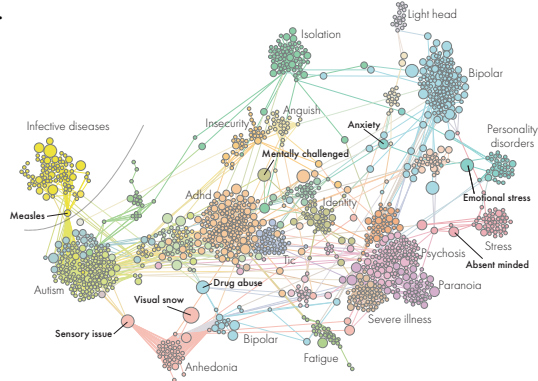 Light head
Isolation
Bipolar
Anguish
Insecurity
Anxiety
Infective diseases
Personality
disorders
Mentally challenged
Adhd
Identity
Emotional stress
Measles
Stress
Psychosis
Absent minded
Tic
Autism
Drug abuse
Paranoia
Visual snow
Severe illness
Sensory issue
Bipolar
Fatigue
Anhedonia